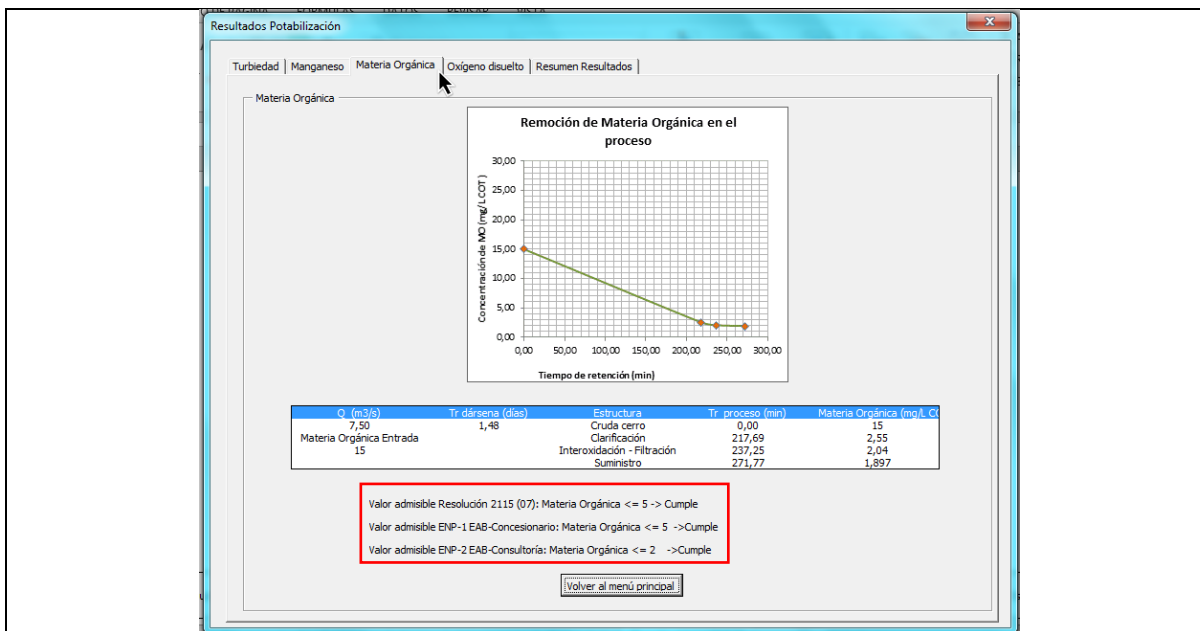 Resultados Potabilización
Turbiedad | Manganeso | Materia Orgánica | Oxígeno disuelto | Resumen Resultados
Materia Orgánica
Remoción de Materia Orgánica en el
proceso
Concentración de MO (mg/L COT)
30,00
25,00
20,00
15,00
10,00
5,00
0,00
0,00 50,00 100,00 150,00 200,00 250,00 300,00
Tiempo de retención (min)
Q (m3/s) Tr dársena (días) Estructura Tr proceso (min) Materia Orgánica (mg/L CO
7,50 1,48 Cruda cerro 0,00 15
Materia Orgánica Entrada Clarificación 217,69 2,55
15 Interoxidación - Filtración 237,25 2,04
Suministro 271,77 1,897
Valor admisible Resolución 2115 (07): Materia Orgánica <= 5 -> Cumple
Valor admisible ENP-1 EAB-Concesionario: Materia Orgánica <= 5 ->Cumple
Valor admisible ENP-2 EAB-Consultoría: Materia Orgánica <= 2 ->Cumple
Volver al menú principal